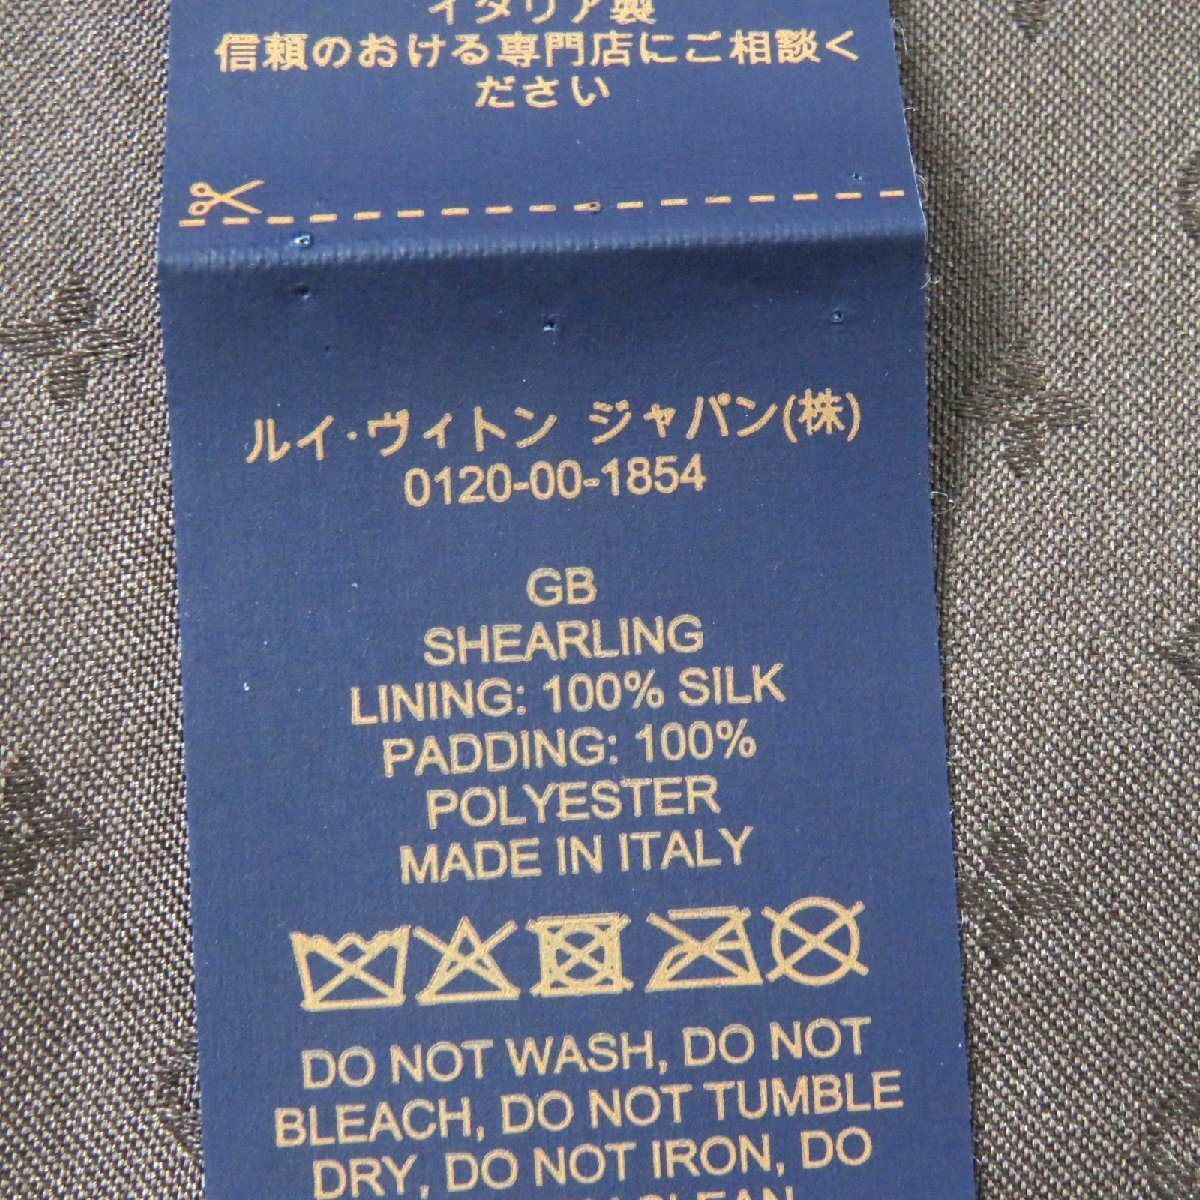 イタリア製
信頼のおける専門店にご相談く
ださい
ルイ・ヴィトン ジャパン(株)
0120-00-1854
GB
SHEARLING
LINING: 100% SILK
PADDING: 100%
POLYESTER
MADE IN ITALY
DO NOT WASH, DO NOT
BLEACH, DO NOT TUMBLE
DRY, DO NOT IRON, DO
CLEAN